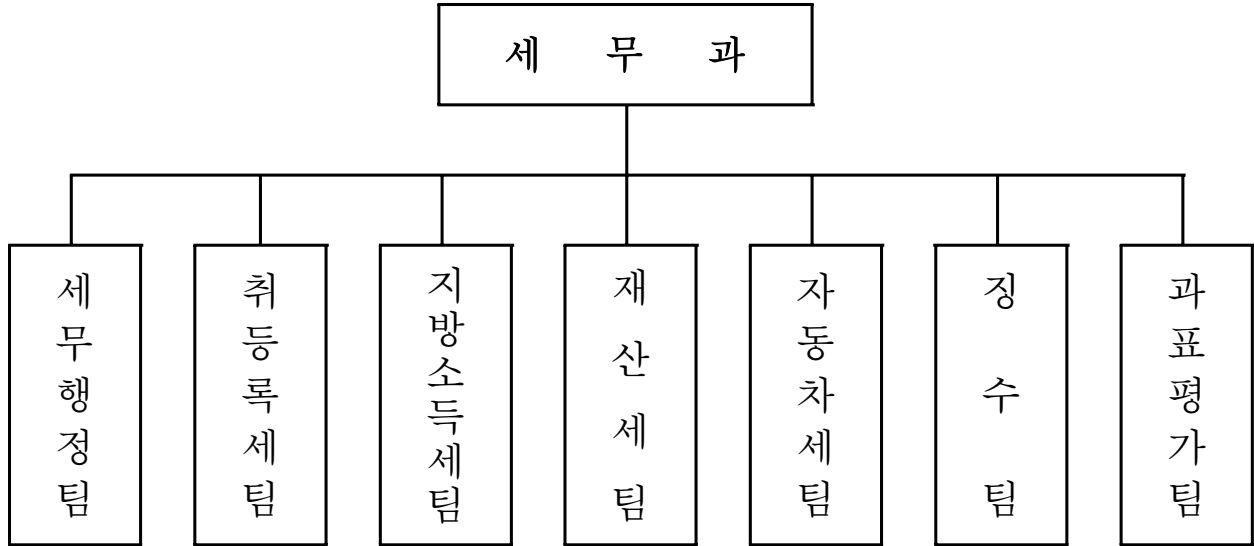 세 무 과
세무행정팀
취등록세팀
지방소득세팀
재산세팀
자동차세팀
징수팀
과표평가팀